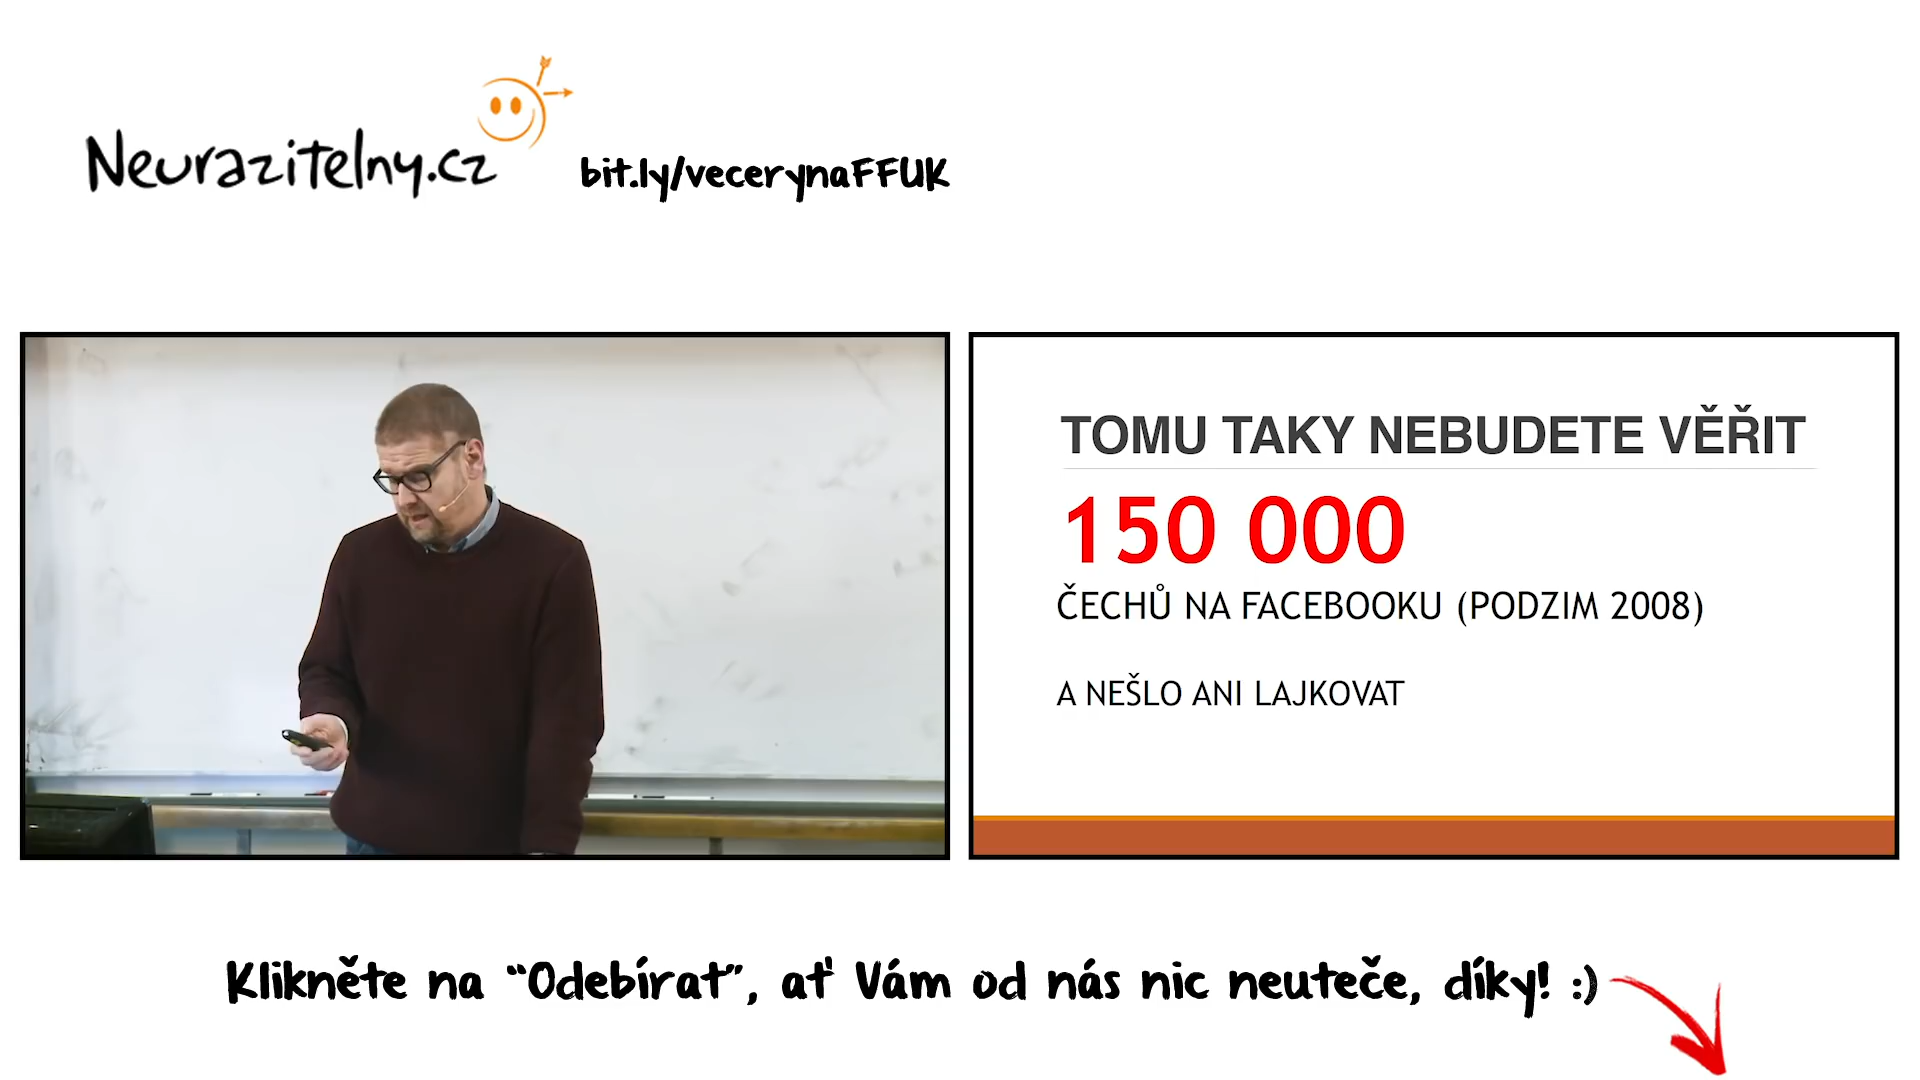 Neurazitelny.cz
bit.ly/vecerynaFFUK
TOMU TAKY NEBUDETE VĚŘIT
150 000
ČECHŮ NA FACEBOOKU (PODZIM 2008)
A NEŠLO ANI LAJKOVAT
Klikněte na “Odebírat”, ať Vám od nás nic neuteče, díky! :)